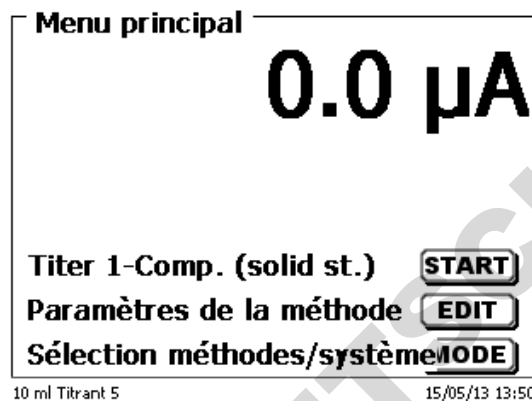 Menu principal
0.0 µA
Titer 1-Comp. (solid st.) START
Paramètres de la méthode EDIT
Sélection méthodes/système MODE
10 ml Titrant 5 15/05/13 13:50